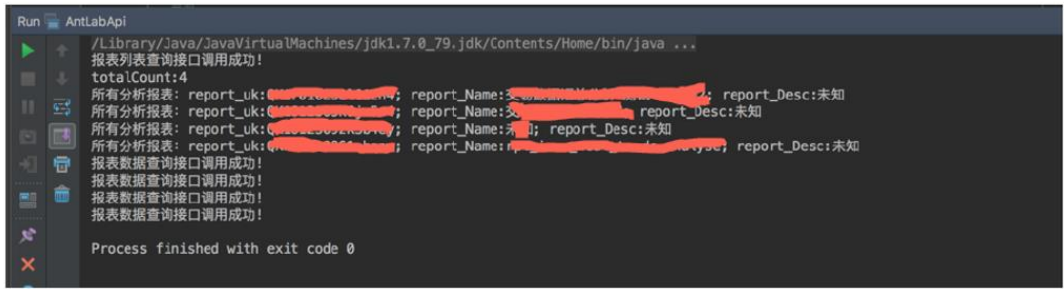 Run AntLabApi
/Library/Java/JavaVirtualMachines/jdk1.7.0_79.jdk/Contents/Home/bin/java ...
报表列表查询接口调用成功!
totalCount:4
所有分析报表: report_uk: ; report_Name: ; report_Desc:未知
所有分析报表: report_uk: ; report_Name: report_Desc:未知
所有分析报表: report_uk: ; report_Name: ; report_Desc:未知
所有分析报表: report_uk: ; report_Name: ; report_Desc:未知
报表数据查询接口调用成功!
报表数据查询接口调用成功!
报表数据查询接口调用成功!
报表数据查询接口调用成功!
Process finished with exit code 0